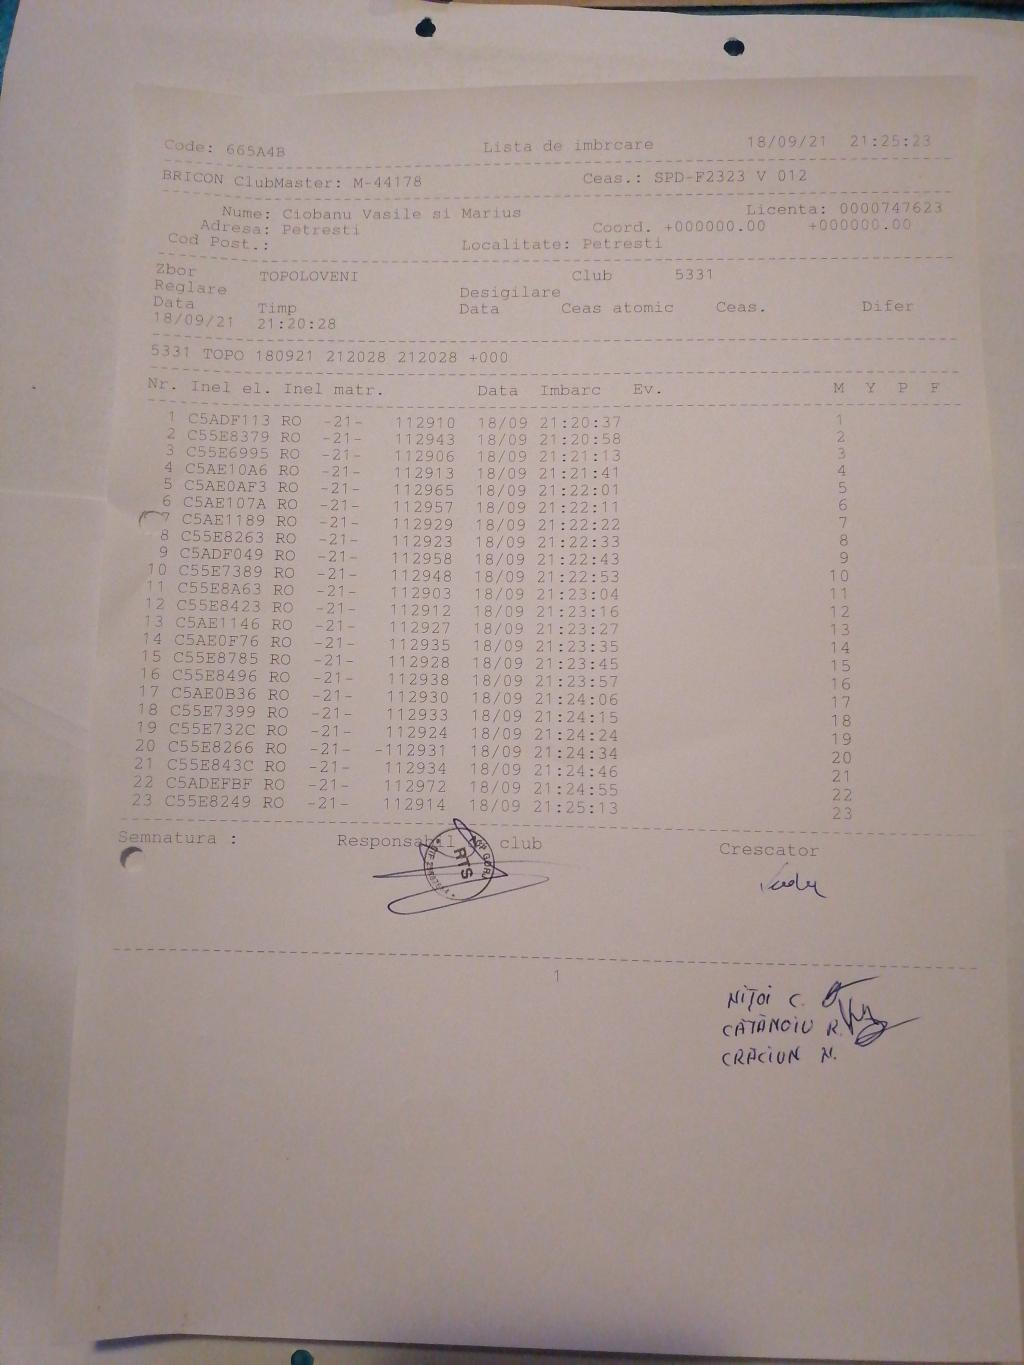 Code: 665A4B Lista de imbrcare 18/09/21 21:25:23
BRICON ClubMaster: M-44178 Ceas.: SPD-F2323 V 012
Nume: Ciobanu Vasile si Marius Licenta: 0000747623
Adresa: Petresti Coord. +000000.00 +000000.00
Cod Post.: Localitate: Petresti
Zbor TOPOLOVENI Club 5331
Reglare Desigilare
Data Timp Data Ceas atomic Ceas. Difer
18/09/21 21:20:28
5331 TOPO 180921 212028 212028 +000
Nr. Inel el. Inel matr. Data Imbarc Ev. M Y P F
1 C5ADF113 RO -21- 112910 18/09 21:20:37 1
2 C55E8379 RO -21- 112943 18/09 21:20:58 2
3 C55E6995 RO -21- 112906 18/09 21:21:13 3
4 C5AE10A6 RO -21- 112913 18/09 21:21:41 4
5 C5AE0AF3 RO -21- 112965 18/09 21:22:01 5
6 C5AE107A RO -21- 112957 18/09 21:22:11 6
7 C5AE1189 RO -21- 112929 18/09 21:22:22 7
8 C55E8263 RO -21- 112923 18/09 21:22:33 8
9 C5ADF049 RO -21- 112958 18/09 21:22:43 9
10 C55E7389 RO -21- 112948 18/09 21:22:53 10
11 C55E8A63 RO -21- 112903 18/09 21:23:04 11
12 C55E8423 RO -21- 112912 18/09 21:23:16 12
13 C5AE1146 RO -21- 112927 18/09 21:23:27 13
14 C5AE0F76 RO -21- 112935 18/09 21:23:35 14
15 C55E8785 RO -21- 112928 18/09 21:23:45 15
16 C55E8496 RO -21- 112938 18/09 21:23:57 16
17 C5AE0B36 RO -21- 112930 18/09 21:24:06 17
18 C55E7399 RO -21- 112933 18/09 21:24:15 18
19 C55E732C RO -21- 112924 18/09 21:24:24 19
20 C55E8266 RO -21- -112931 18/09 21:24:34 20
21 C55E843C RO -21- 112934 18/09 21:24:46 21
22 C5ADEFBF RO -21- 112972 18/09 21:24:55 22
23 C55E8249 RO -21- 112914 18/09 21:25:13 23
Semnatura : Responsabil club Crescator
GORJ
RTS
1
NIȚOI C.
CĂTĂNOIU R.
CRĂCIUN N.